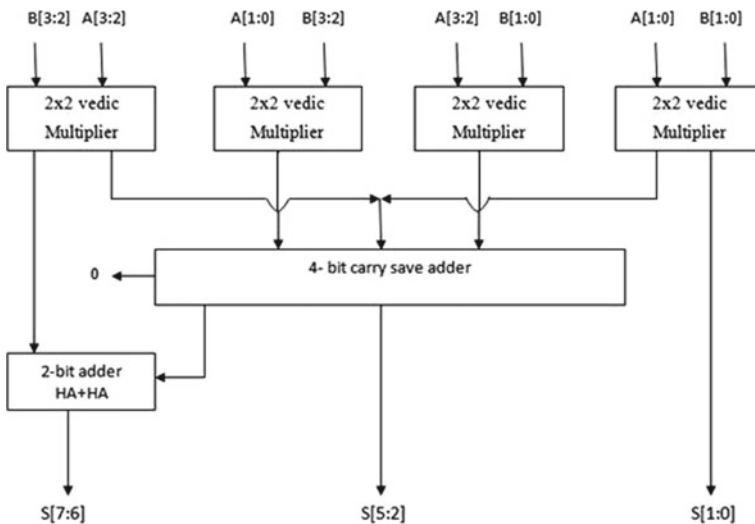 B[3:2] A[3:2] A[1:0] B[3:2] A[3:2] B[1:0] A[1:0] B[1:0]
2x2 vedic
Multiplier
2x2 vedic
Multiplier
2x2 vedic
Multiplier
2x2 vedic
Multiplier
4- bit carry save adder
0
2-bit adder
HA+HA
S[7:6] S[5:2] S[1:0]